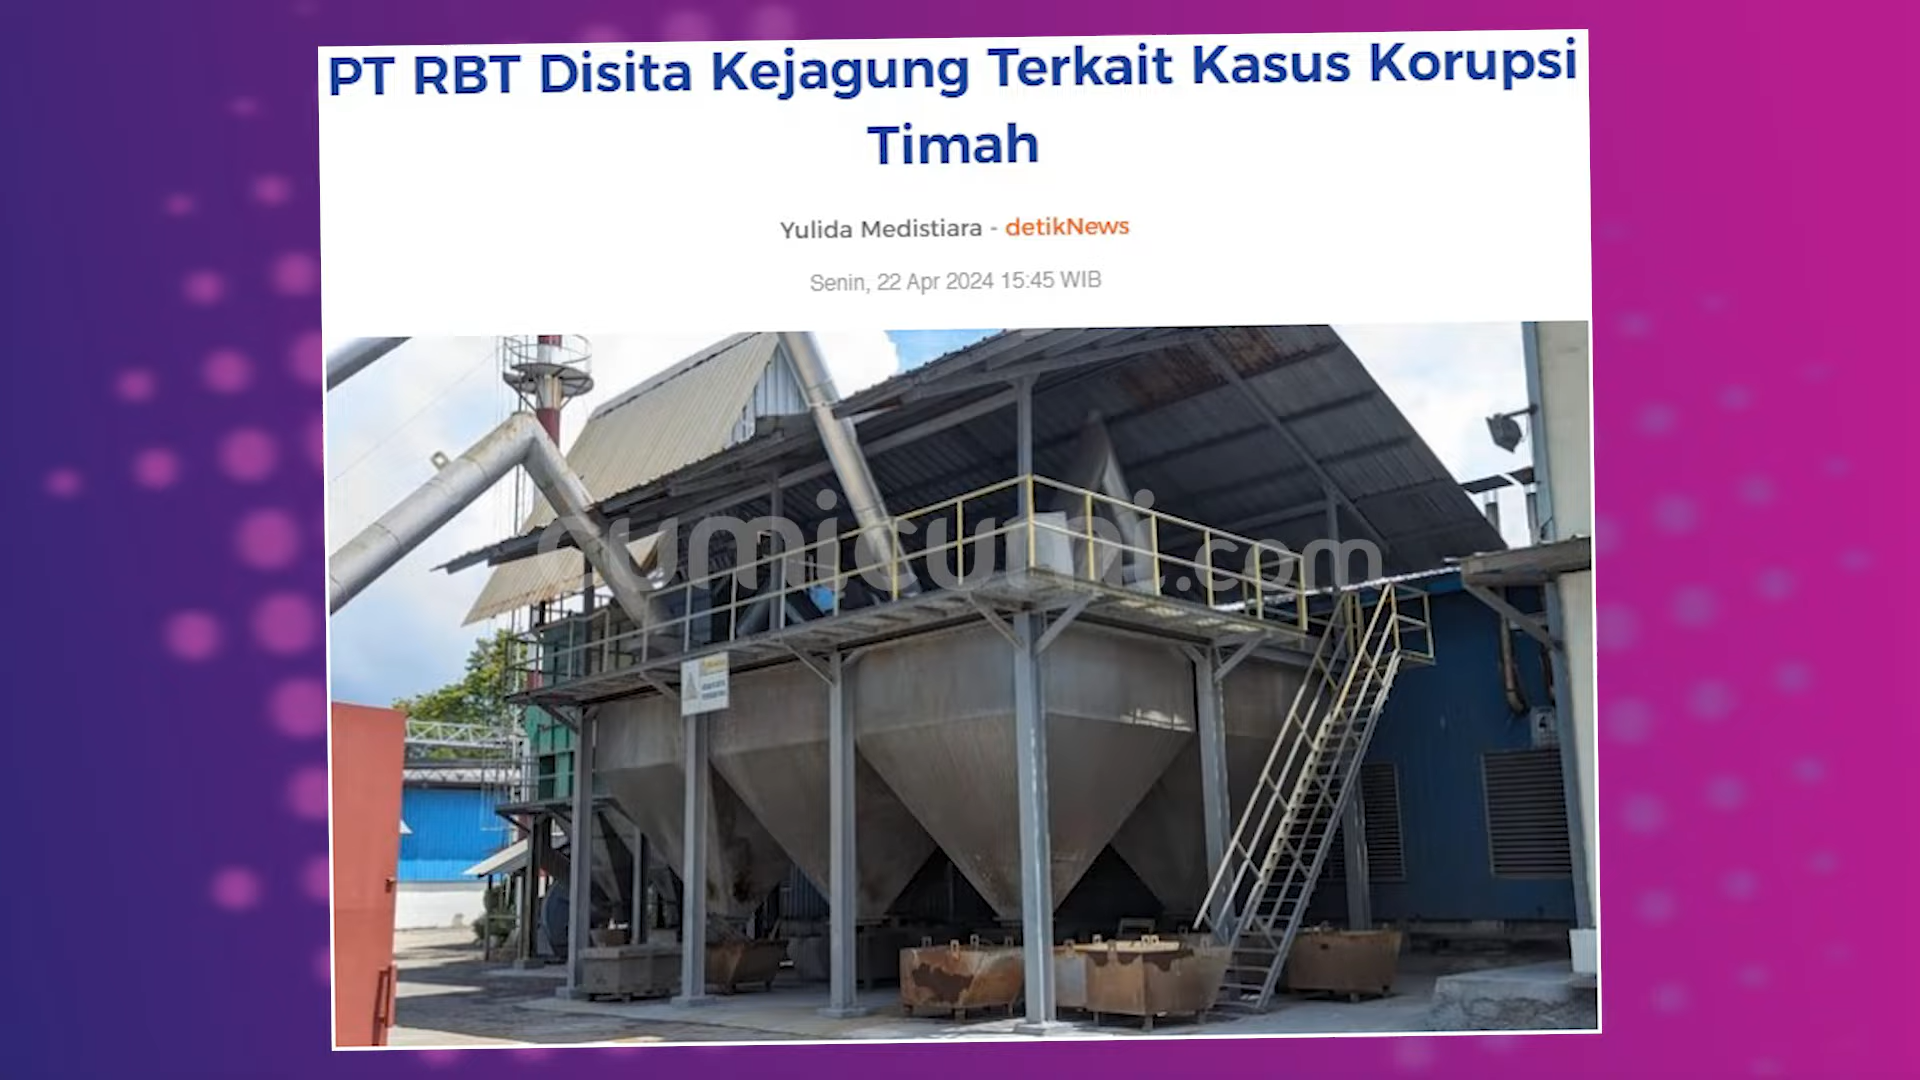 PT RBT Disita Kejagung Terkait Kasus Korupsi
Timah
Yulida Medistiara - detikNews
Senin, 22 Apr 2024 15:45 WIB
cumicumi.com